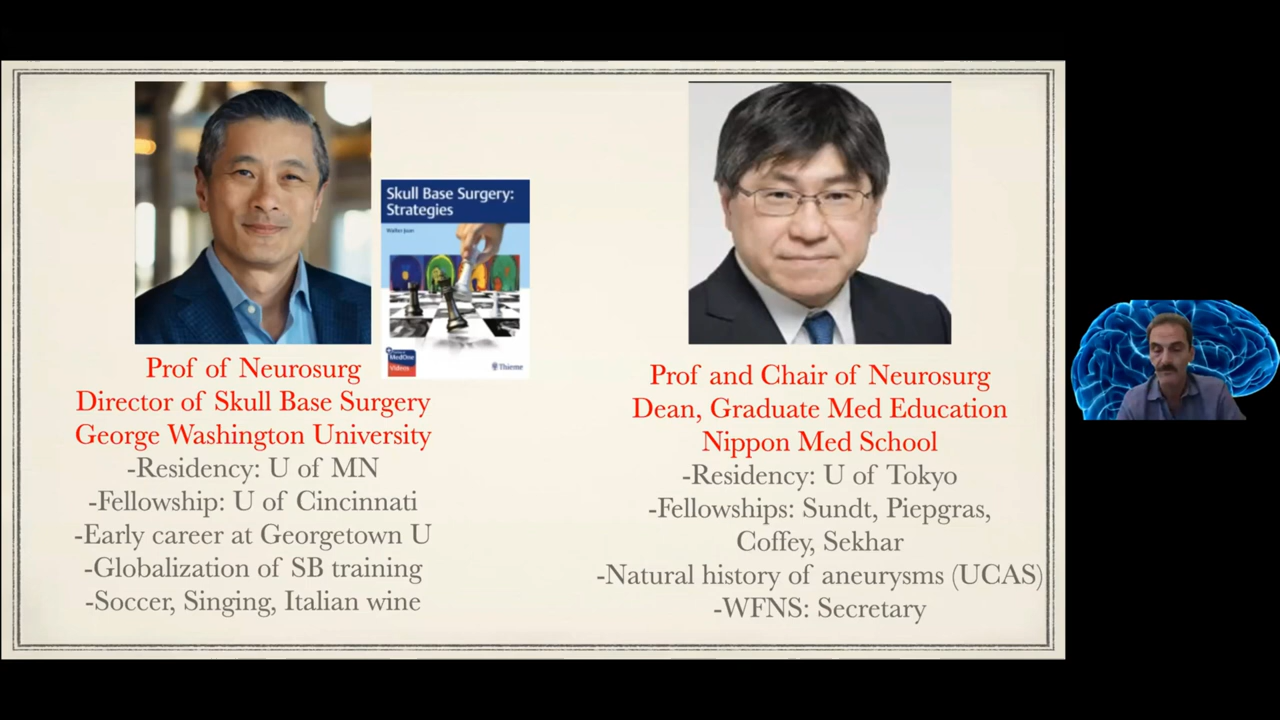 Skull Base Surgery:
Strategies
Walter Jean
MedOne
Videos
Thieme
Prof of Neurosurg
Director of Skull Base Surgery
George Washington University
-Residency: U of MN
-Fellowship: U of Cincinnati
-Early career at Georgetown U
-Globalization of SB training
-Soccer, Singing, Italian wine
Prof and Chair of Neurosurg
Dean, Graduate Med Education
Nippon Med School
-Residency: U of Tokyo
-Fellowships: Sundt, Piepgras,
Coffey, Sekhar
-Natural history of aneurysms (UCAS)
-WFNS: Secretary